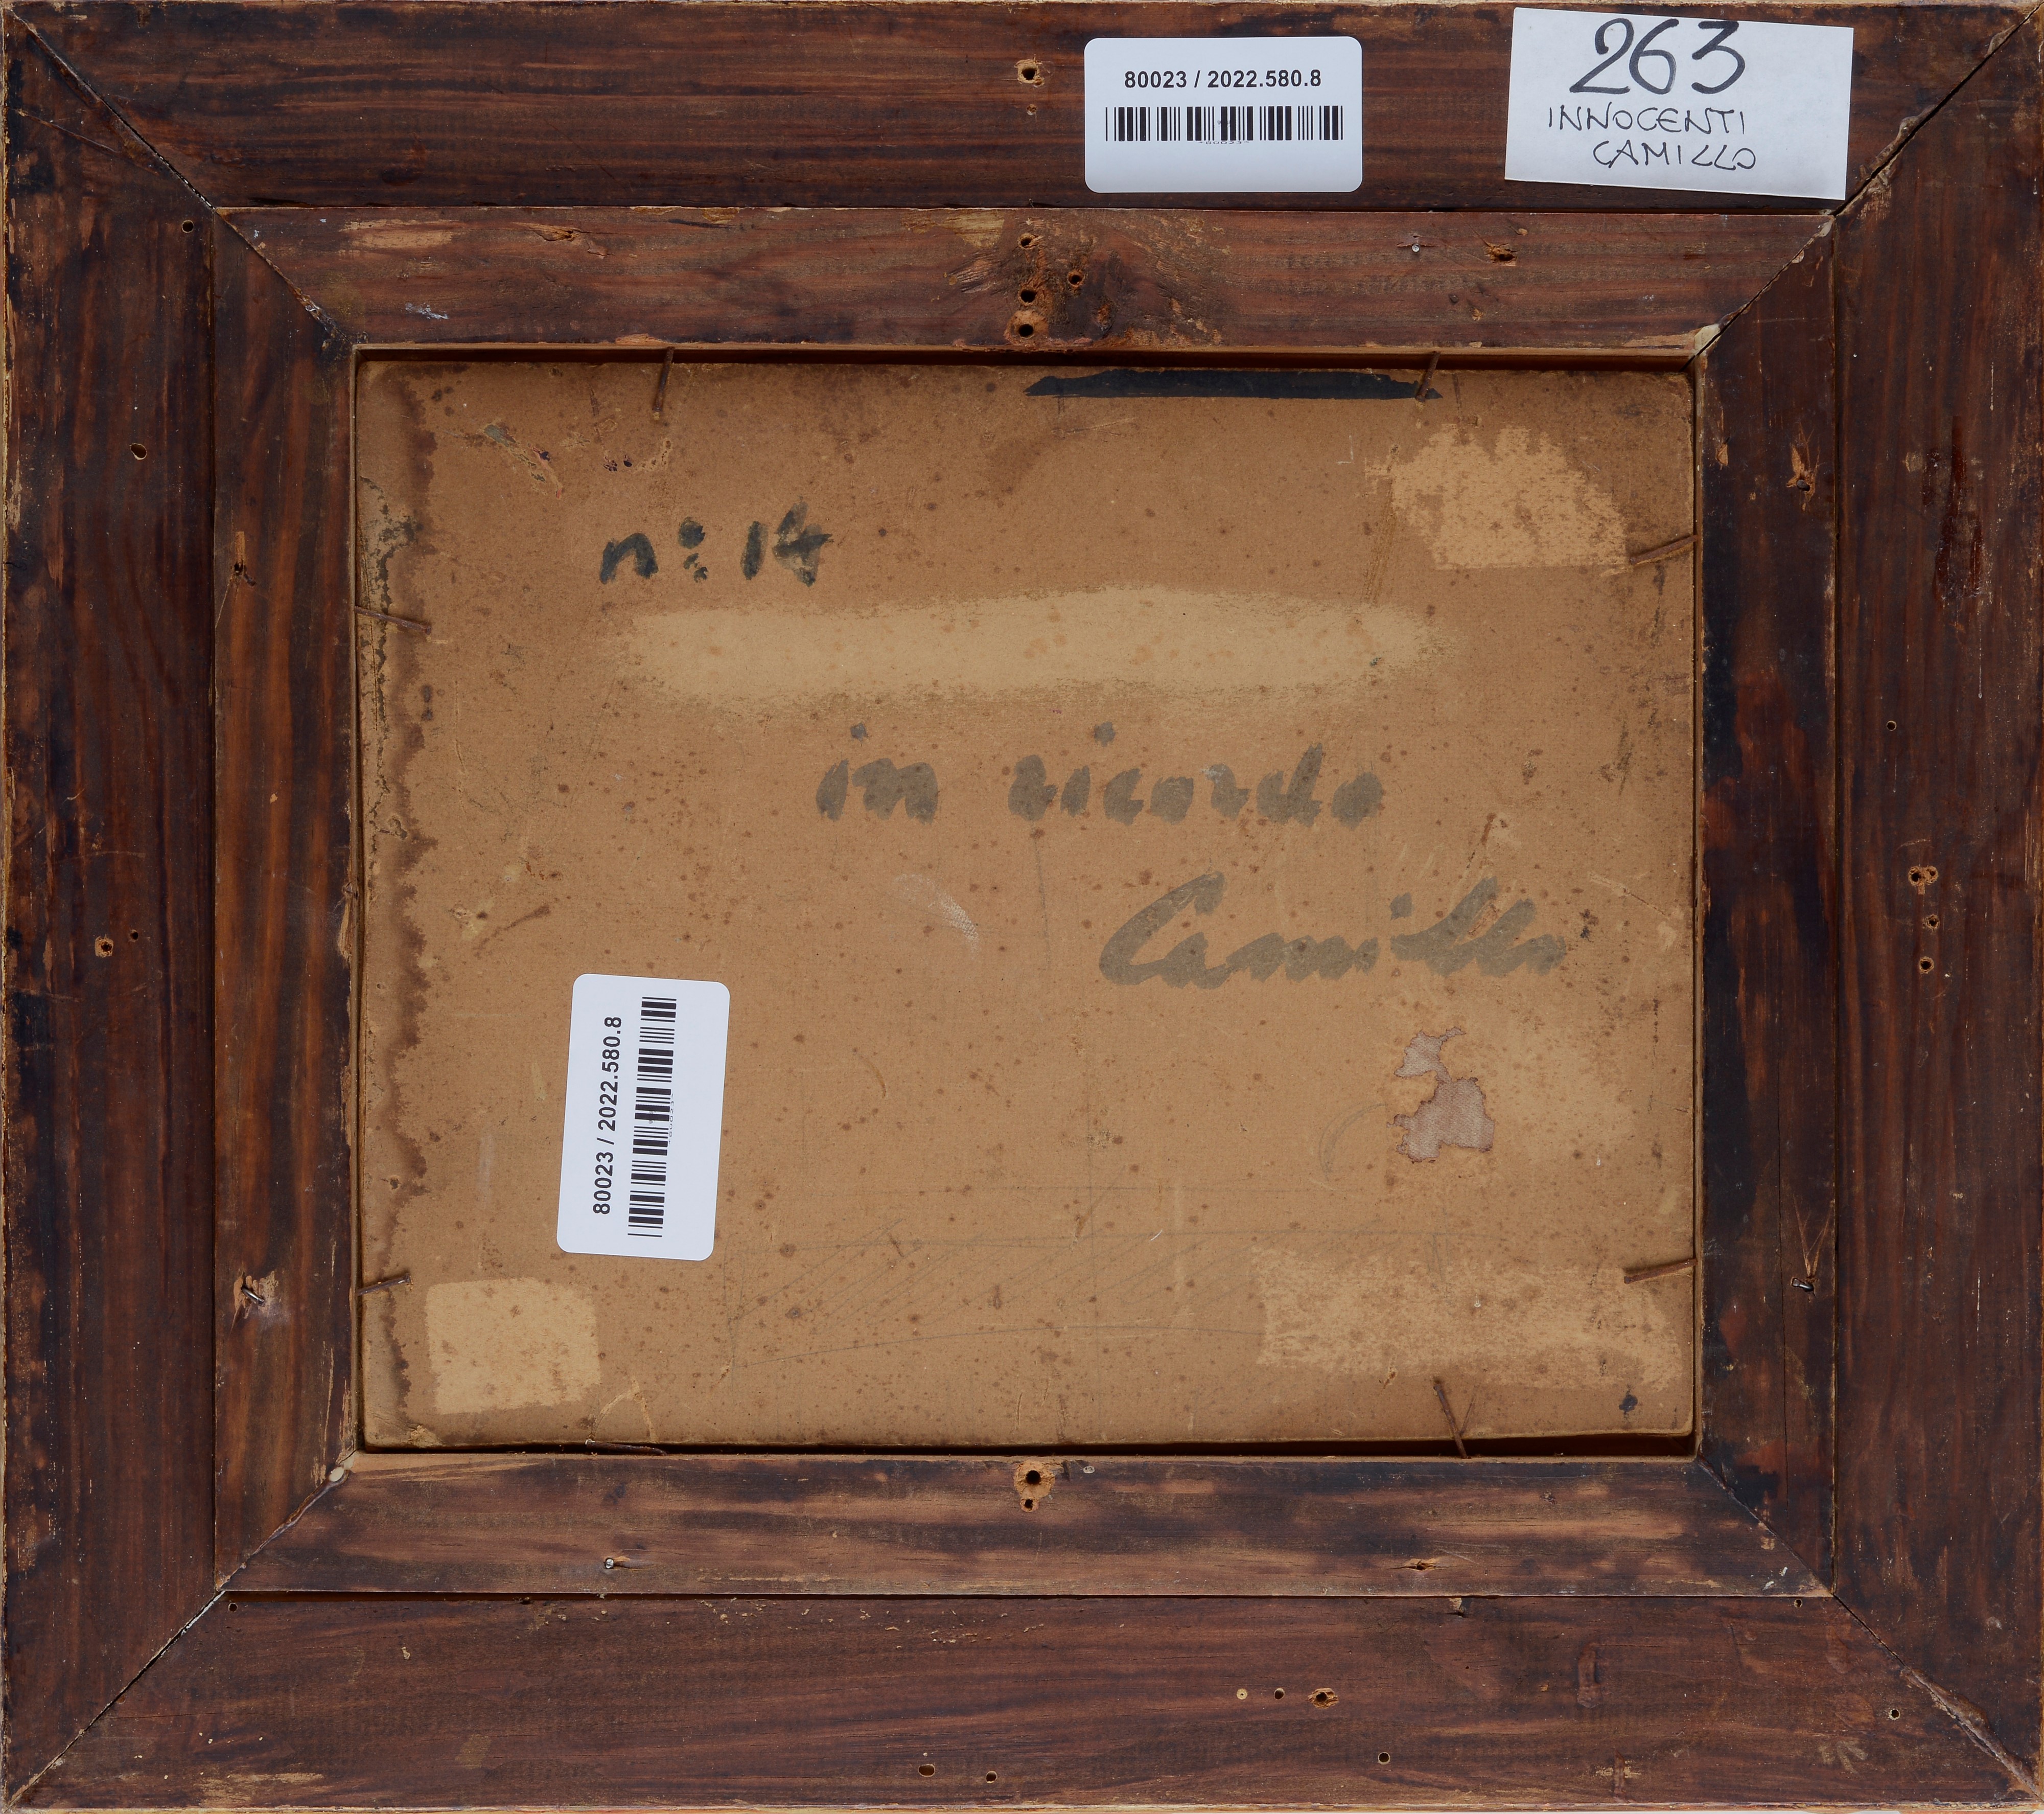 80023 / 2022.580.8
263
INNOCENTI
CAMILLO
n: 14
in ricordo
Camillo
80023 / 2022.580.8